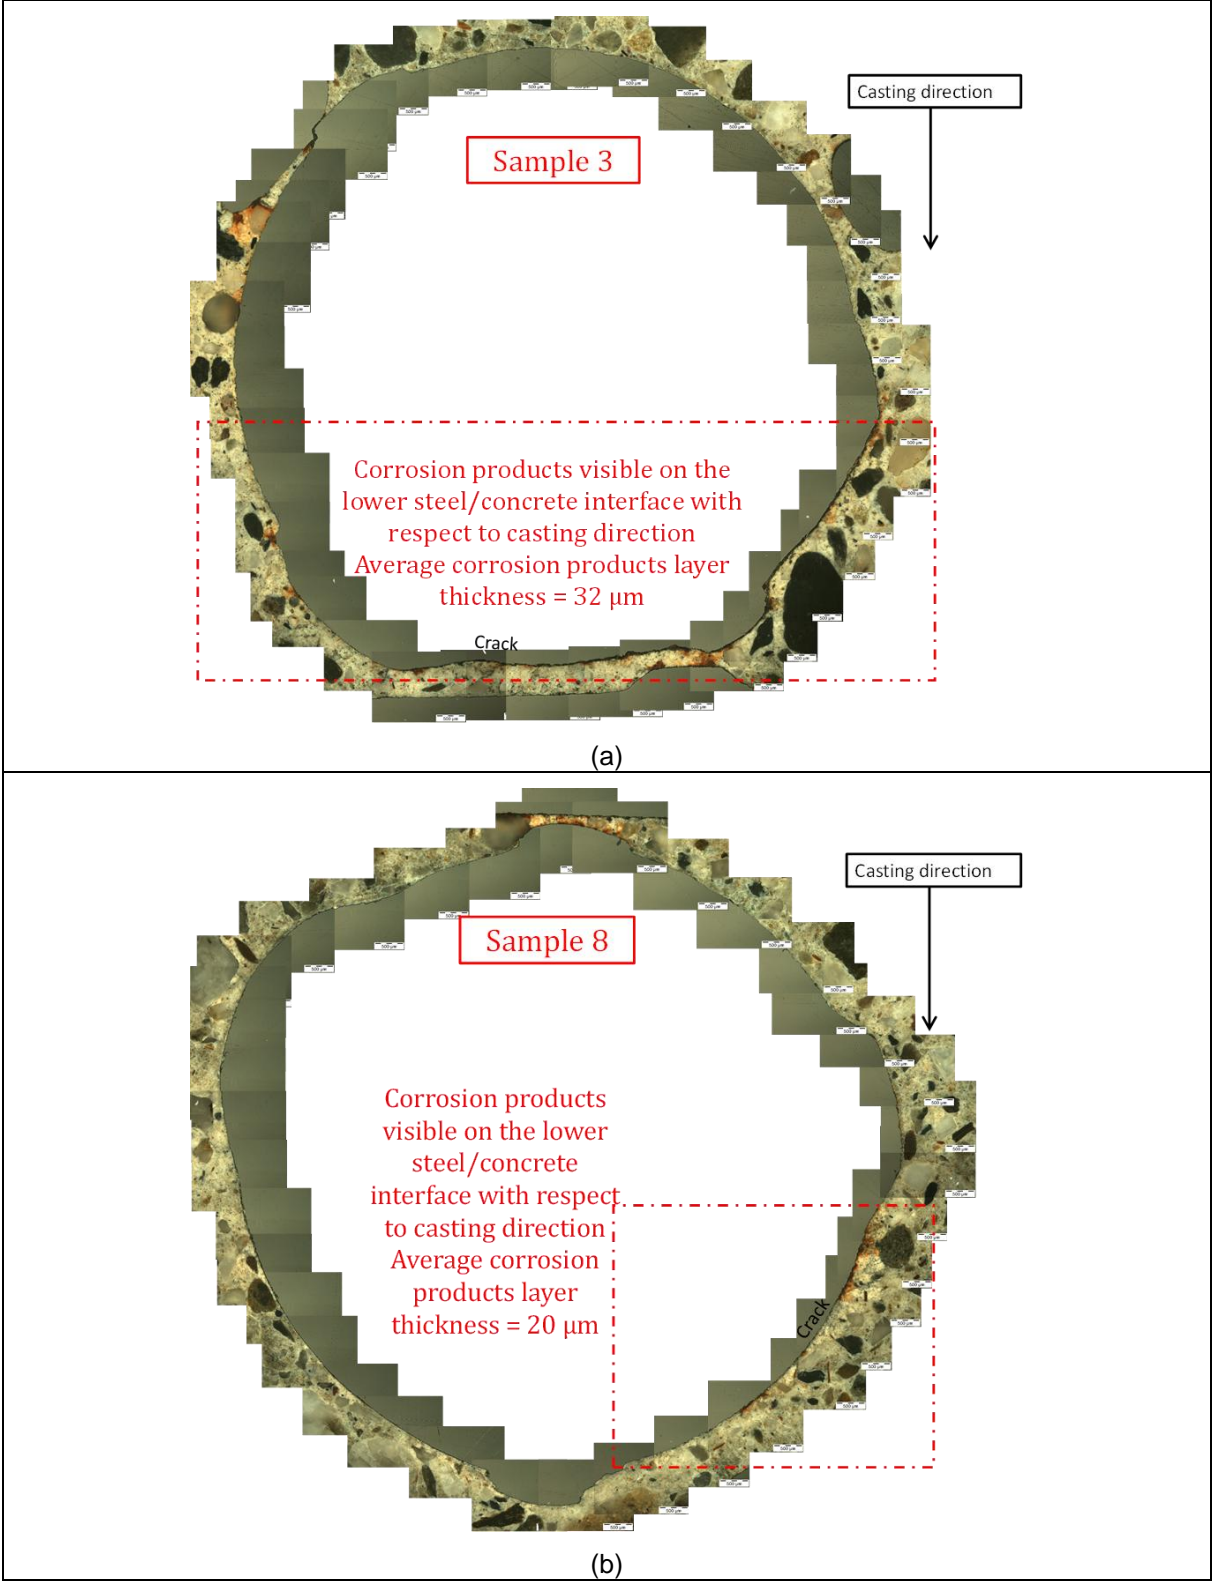 Casting direction
Sample 3
Corrosion products visible on the
lower steel/concrete interface with
respect to casting direction
Average corrosion products layer
thickness = 32 µm
Crack
(a)
Casting direction
Sample 8
Corrosion products
visible on the lower
steel/concrete
interface with respect
to casting direction
Average corrosion
products layer
thickness = 20 µm
Crack
(b)